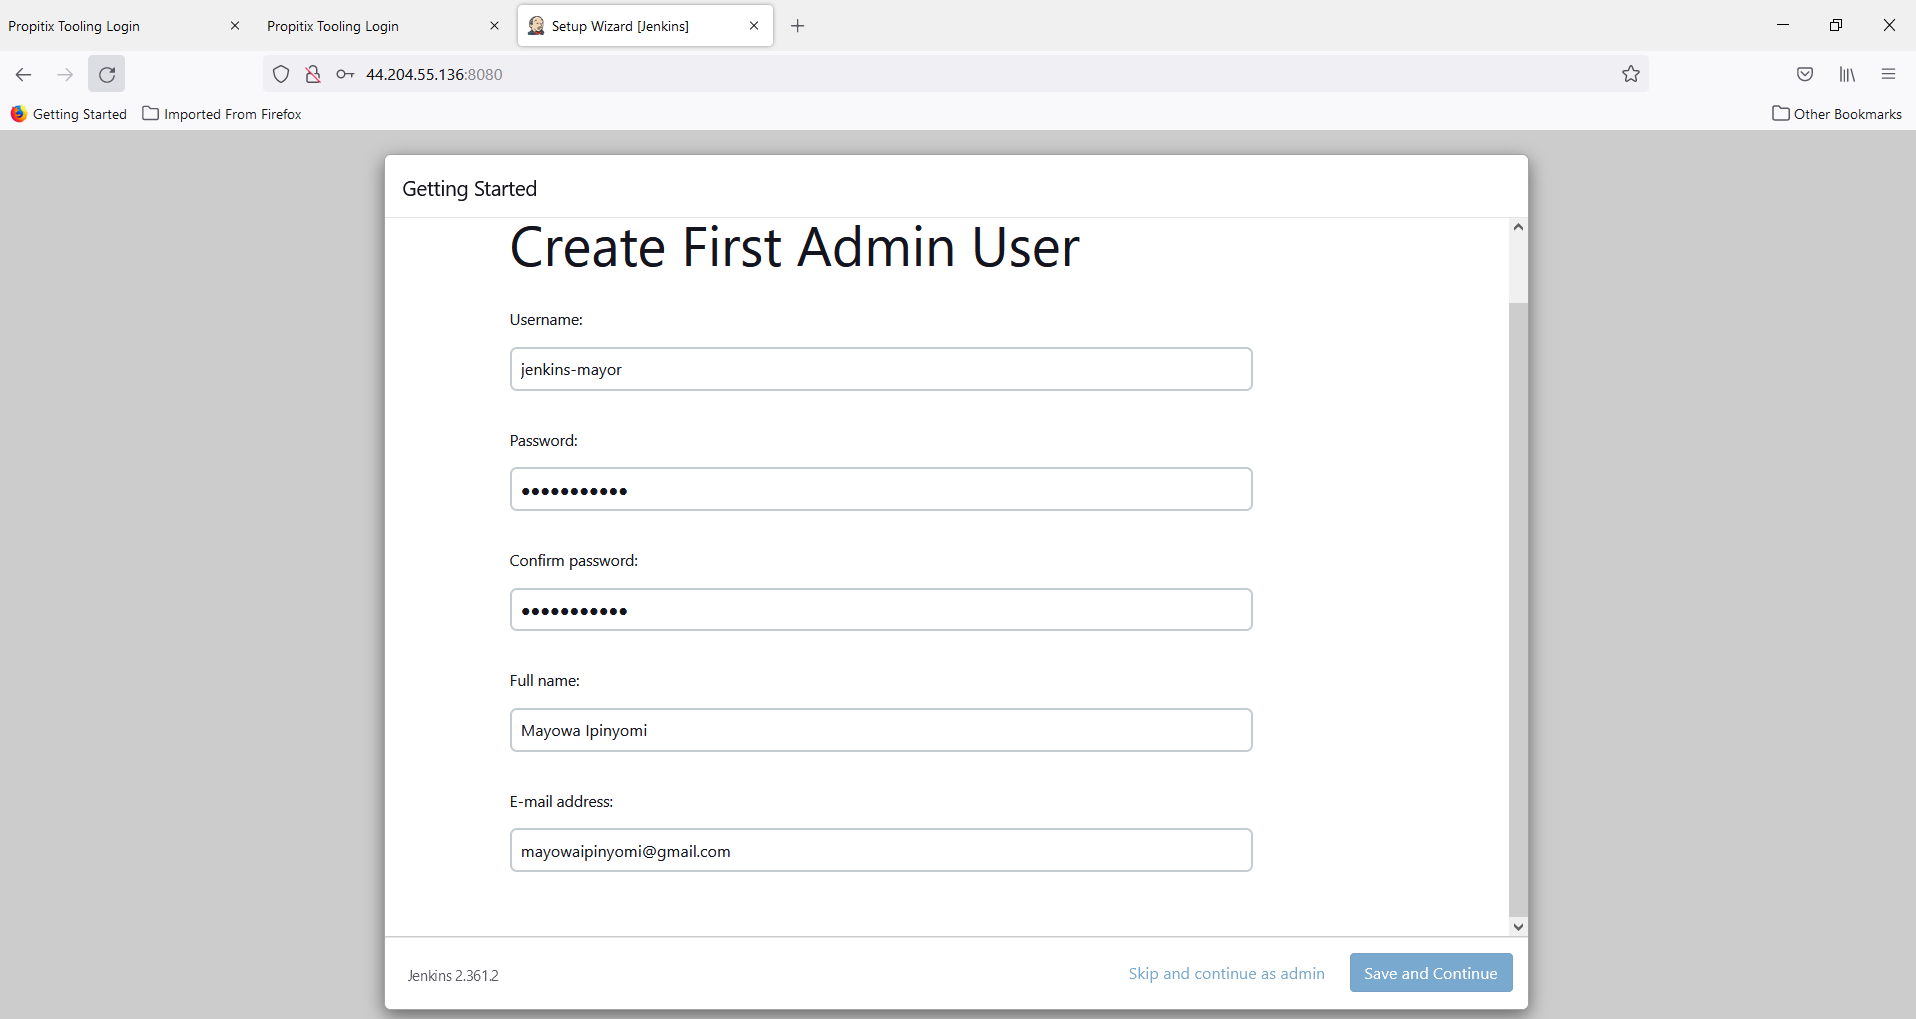 Propitix Tooling Login
Propitix Tooling Login
Setup Wizard [Jenkins]
44.204.55.136:8080
Getting Started
Imported From Firefox
Other Bookmarks
Getting Started
Create First Admin User
Username:
jenkins-mayor
Password:
•••••••••••
Confirm password:
•••••••••••
Full name:
Mayowa Ipinyomi
E-mail address:
mayowaipinyomi@gmail.com
Jenkins 2.361.2
Skip and continue as admin
Save and Continue